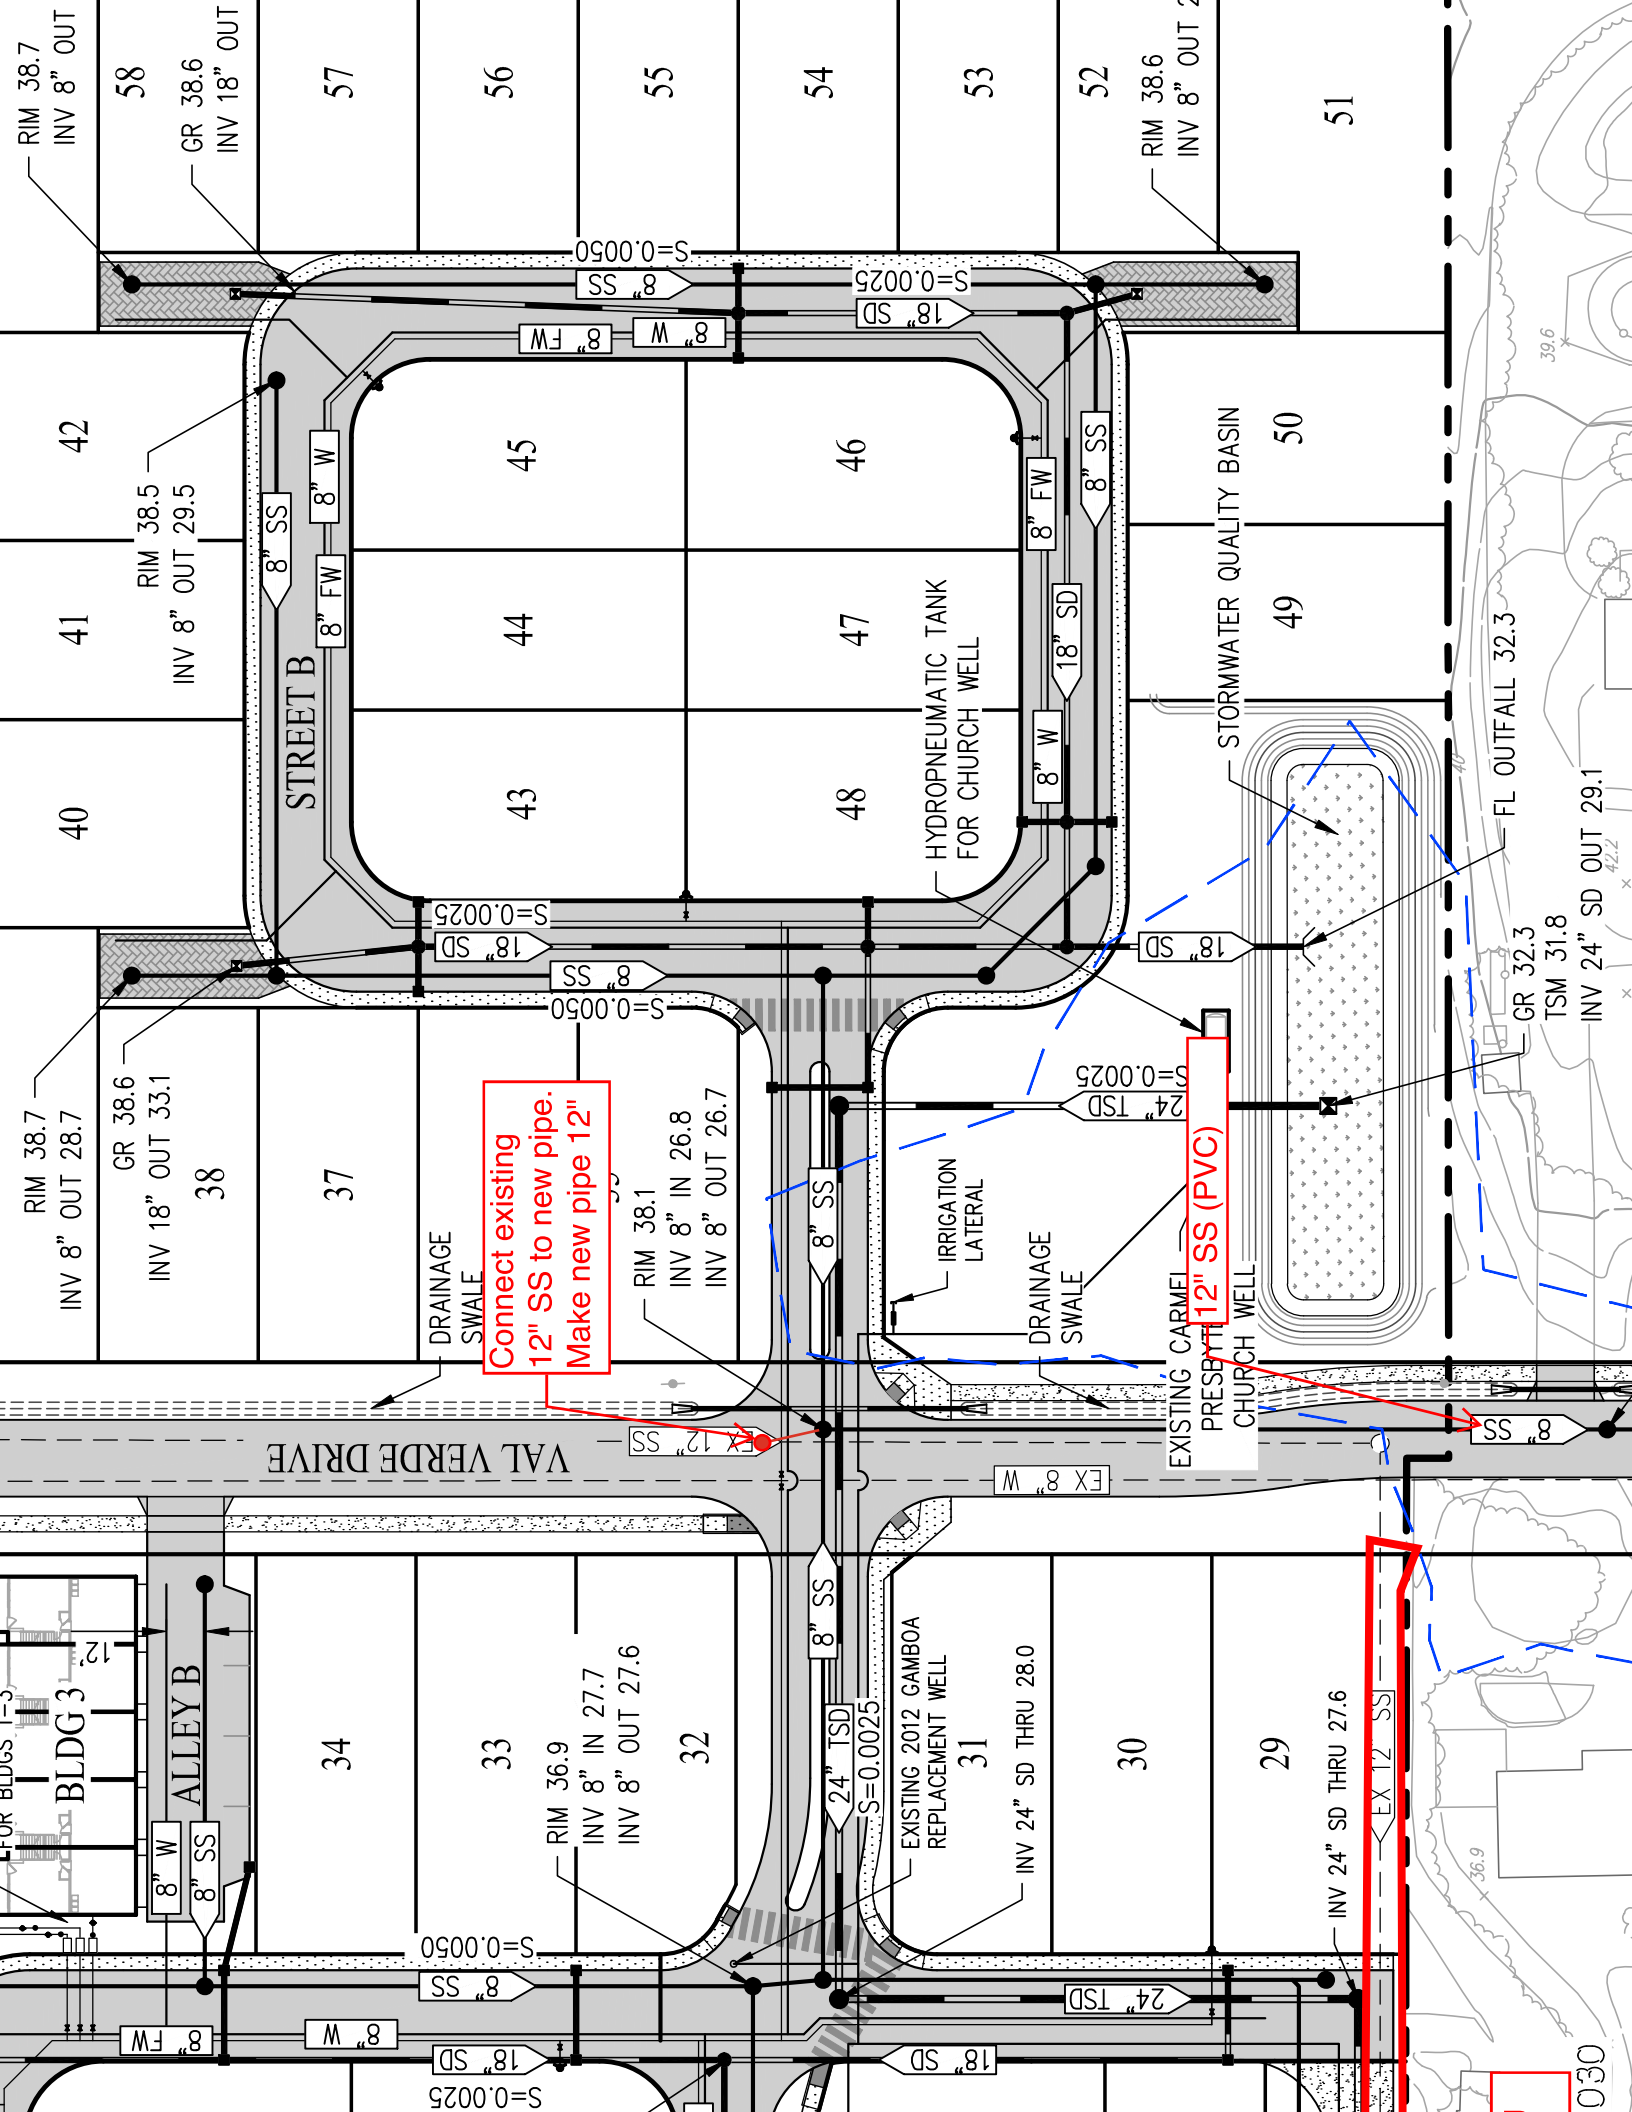 RIM 38.7
INV 8" OUT
58
GR 38.6
INV 18" OUT
57
56
55
54
53
52
RIM 38.6
INV 8" OUT
51
S=0.0050
8" SS
S=0.0025
18" SD
8" FW
8" W
42
RIM 38.5
INV 8" OUT 29.5
8" SS
8" W
45
46
8" FW
8" SS
STORMWATER QUALITY BASIN
50
39.6
41
8" FW
44
47
18" SD
49
HYDROPNEUMATIC TANK
FOR CHURCH WELL
40
STREET B
43
48
8" W
FL OUTFALL 32.3
40
42.2
S=0.0025
18" SD
8" SS
18" SD
S=0.0050
RIM 38.7
INV 8" OUT 28.7
GR 38.6
INV 18" OUT 33.1
38
37
Connect existing
12" SS to new pipe.
Make new pipe 12"
RIM 38.1
INV 8" IN 26.8
INV 8" OUT 26.7
8" SS
S=0.0025
24" TSD
GR 32.3
TSM 31.8
INV 24" SD OUT 29.1
12" SS (PVC)
IRRIGATION
LATERAL
DRAINAGE
SWALE
DRAINAGE
SWALE
EXISTING CARMEL
CHURCH WELL
VAL VERDE DRIVE
EX 12" SS
EX 8" W
8" SS
12'
FOR BLDGS 1-3
BLDG 3
ALLEY B
8" W
8" SS
34
33
32
RIM 36.9
INV 8" IN 27.7
INV 8" OUT 27.6
8" SS
24" TSD
S=0.0025
EXISTING 2012 GAMBOA
REPLACEMENT WELL
31
INV 24" SD THRU 28.0
30
29
INV 24" SD THRU 27.6
EX 12" SS
36.9
S=0.0050
8" SS
24" TSD
8" FW
8" W
18" SD
18" SD
S=0.0025
030